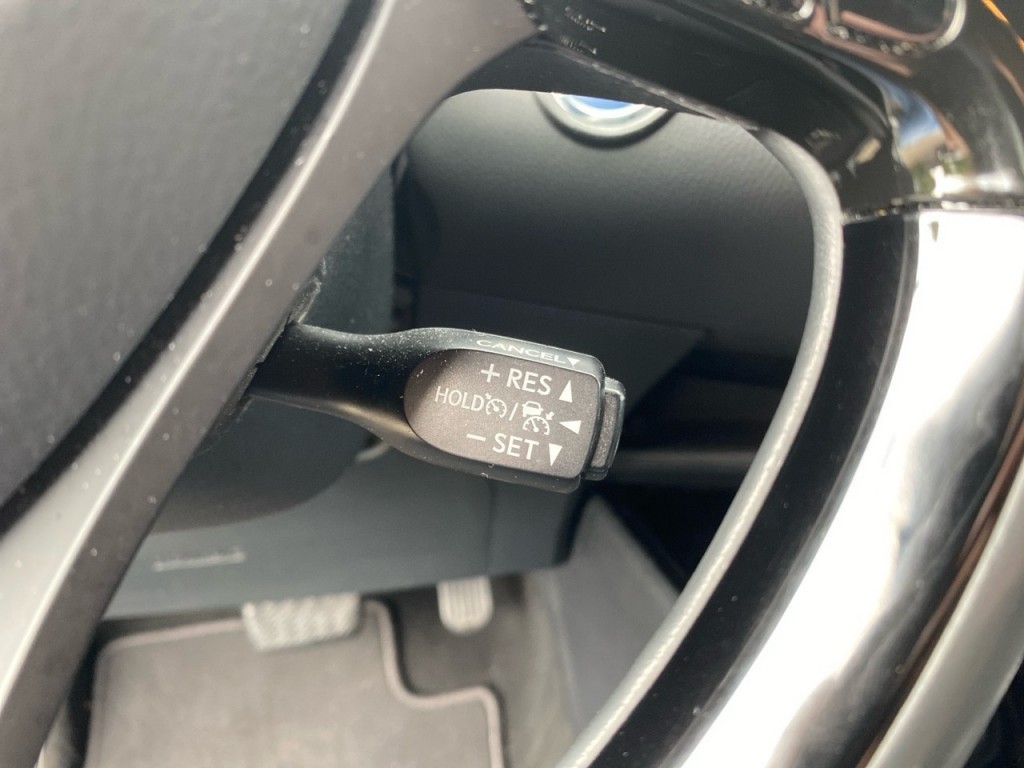 CANCEL▼
+ RES ▲
HOLD / ◀
− SET ▼